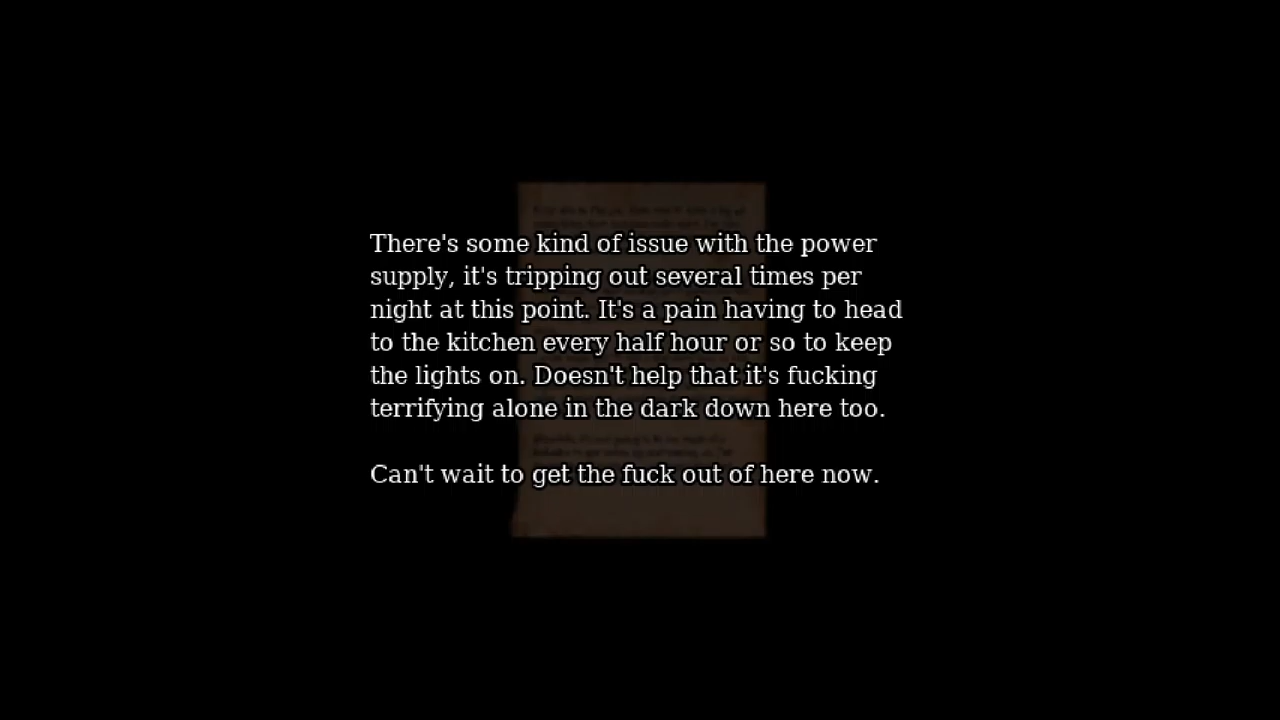 There's some kind of issue with the power
supply, it's tripping out several times per
night at this point. It's a pain having to head
to the kitchen every half hour or so to keep
the lights on. Doesn't help that it's fucking
terrifying alone in the dark down here too.
Can't wait to get the fuck out of here now.